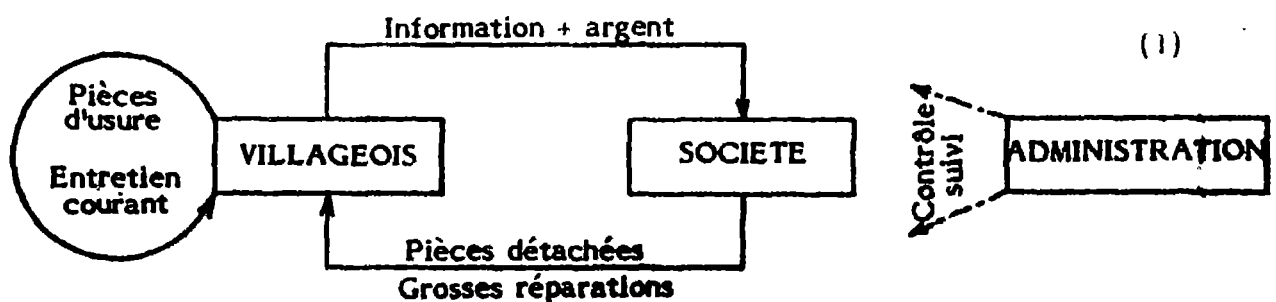 Information + argent
(1)
Pièces
d'usure
Entretien
courant
VILLAGEOIS
SOCIETE
Contrôle
suivi
ADMINISTRATION
Pièces détachées
Grosses réparations